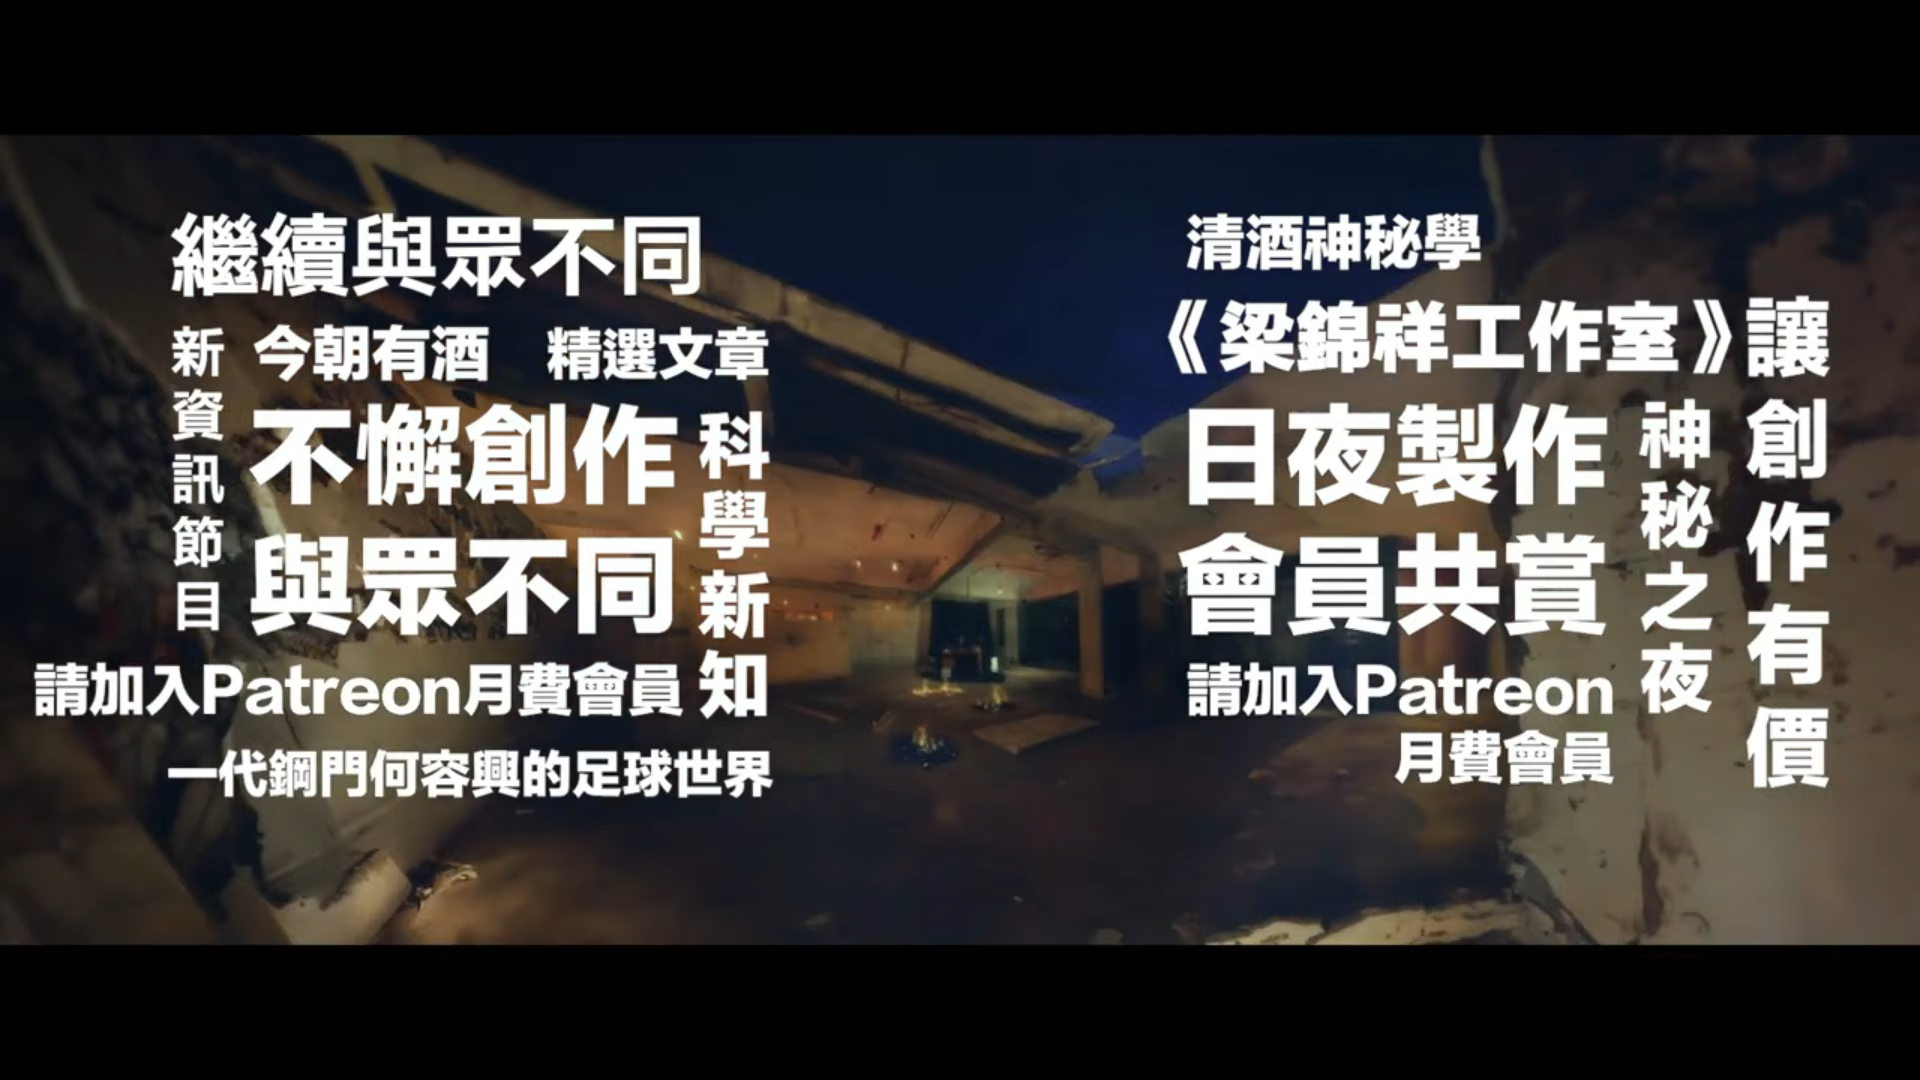 繼續與眾不同
新資訊節目
今朝有酒　精選文章
不懈創作
與眾不同
科學新知
請加入Patreon月費會員
一代鋼門何容興的足球世界
清酒神秘學
《梁錦祥工作室》
日夜製作
會員共賞
神秘之夜
讓創作有價
請加入Patreon
月費會員